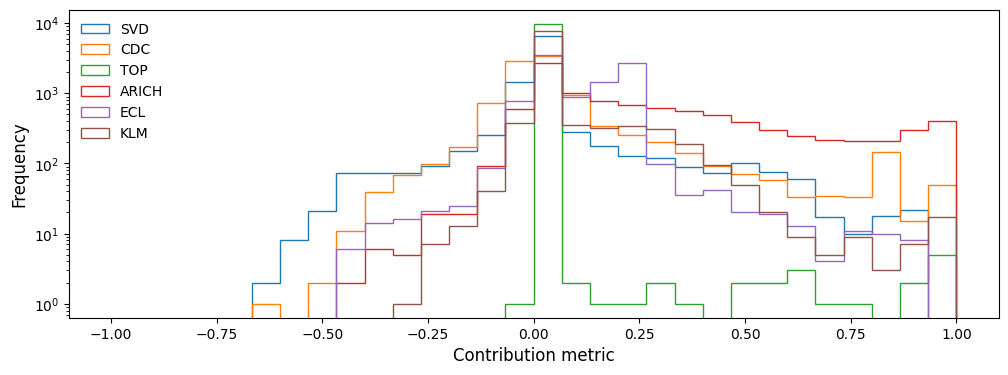 SVD
CDC
TOP
ARICH
ECL
KLM
Frequency
10⁴
10³
10²
10¹
10⁰
−1.00 −0.75 −0.50 −0.25 0.00 0.25 0.50 0.75 1.00
Contribution metric